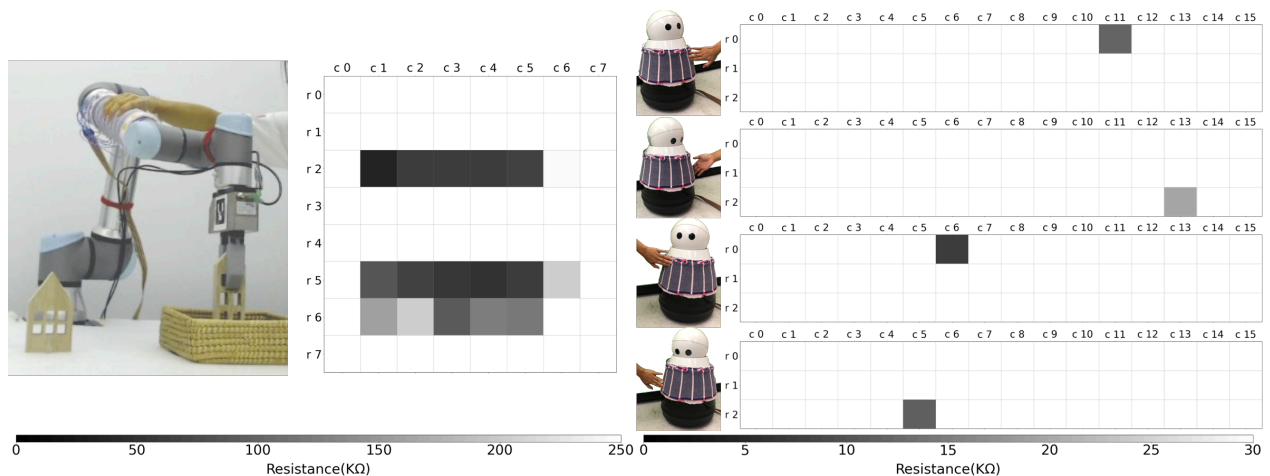 c 0 c 1 c 2 c 3 c 4 c 5 c 6 c 7
r 0
r 1
r 2
r 3
r 4
r 5
r 6
r 7
0 50 100 150 200 250
Resistance(KΩ)
c 0 c 1 c 2 c 3 c 4 c 5 c 6 c 7 c 8 c 9 c 10 c 11 c 12 c 13 c 14 c 15
r 0
r 1
r 2
c 0 c 1 c 2 c 3 c 4 c 5 c 6 c 7 c 8 c 9 c 10 c 11 c 12 c 13 c 14 c 15
r 0
r 1
r 2
c 0 c 1 c 2 c 3 c 4 c 5 c 6 c 7 c 8 c 9 c 10 c 11 c 12 c 13 c 14 c 15
r 0
r 1
r 2
c 0 c 1 c 2 c 3 c 4 c 5 c 6 c 7 c 8 c 9 c 10 c 11 c 12 c 13 c 14 c 15
r 0
r 1
r 2
0 5 10 15 20 25 30
Resistance(KΩ)